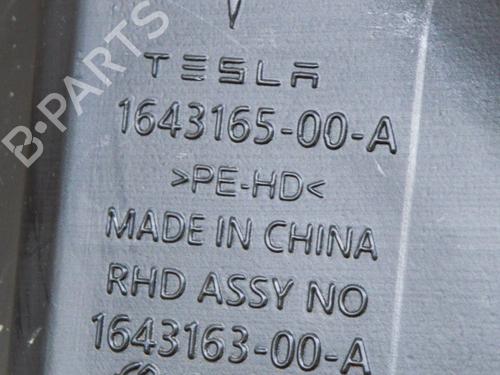 TESLA
1643165-00-A
>PE-HD<
MADE IN CHINA
RHD ASSY NO
1643163-00-A
B-PARTS